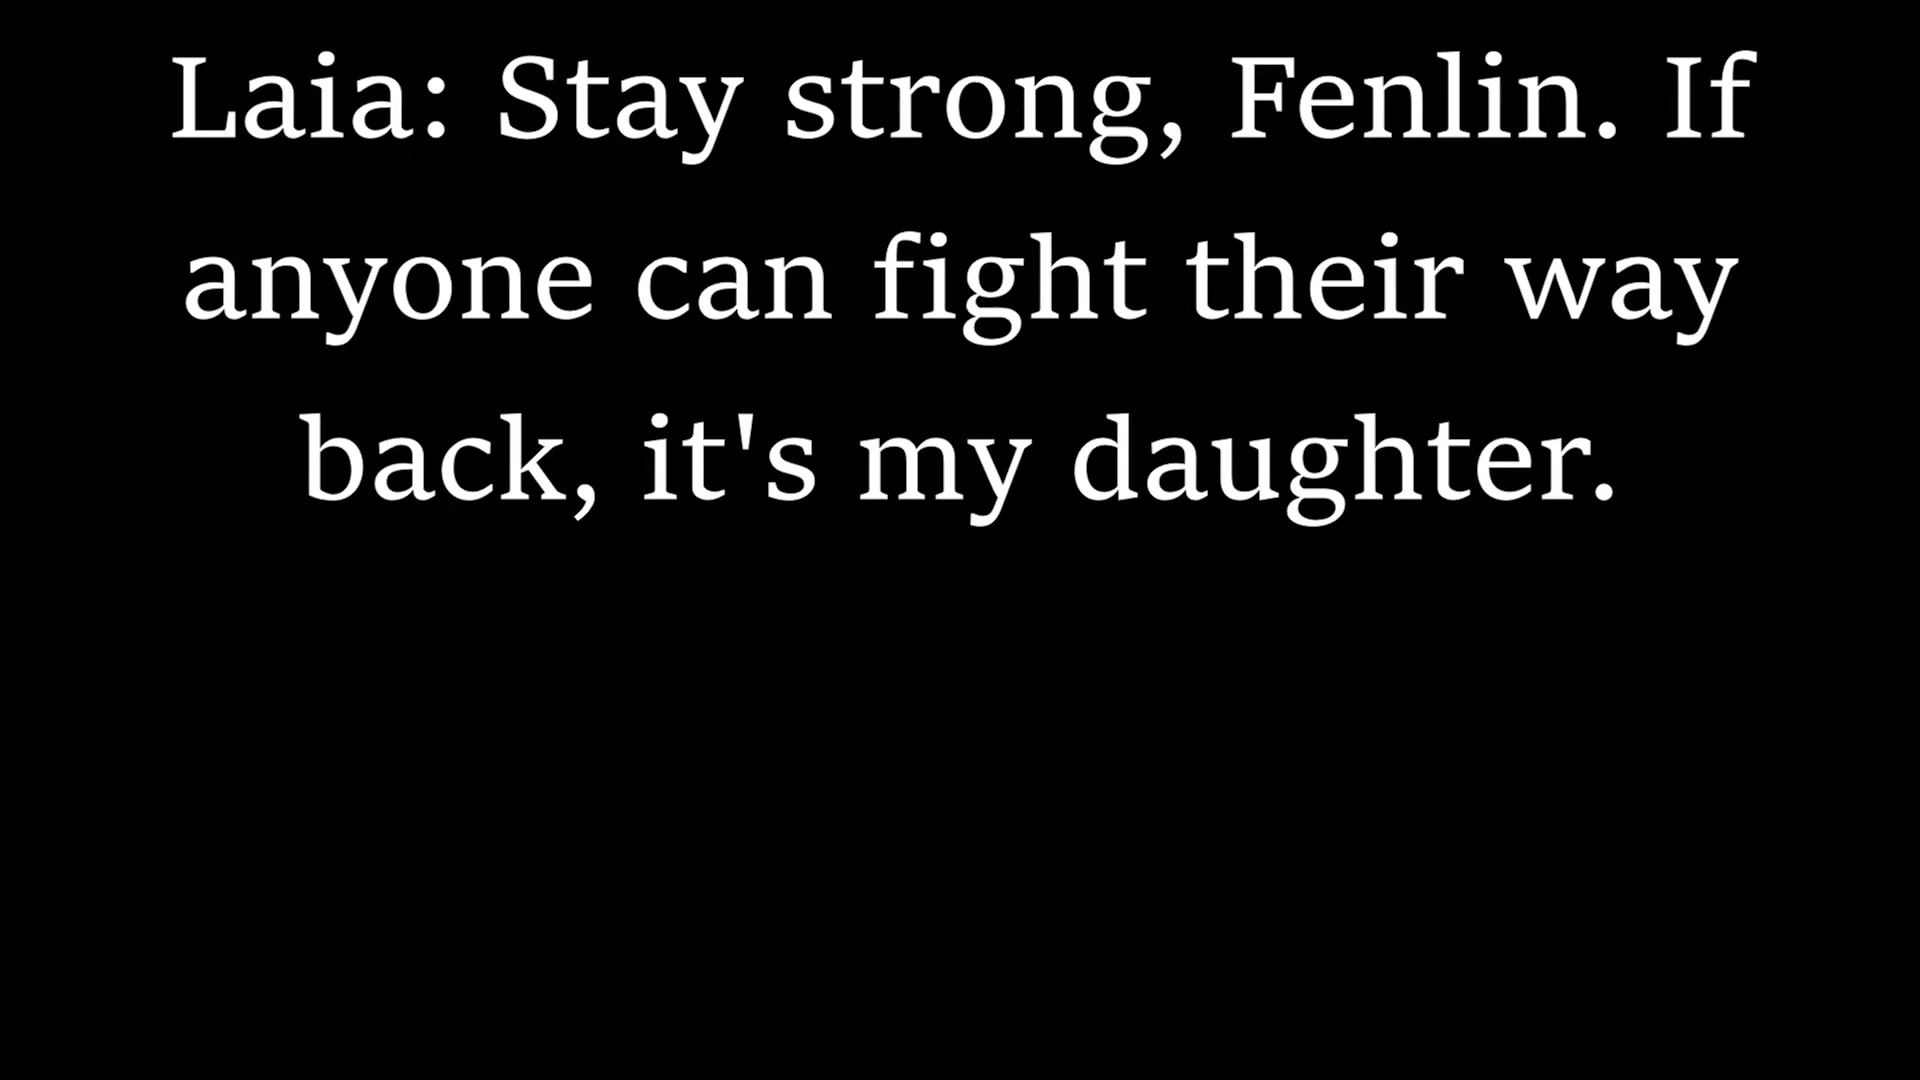 Laia: Stay strong, Fenlin. If
anyone can fight their way
back, it's my daughter.